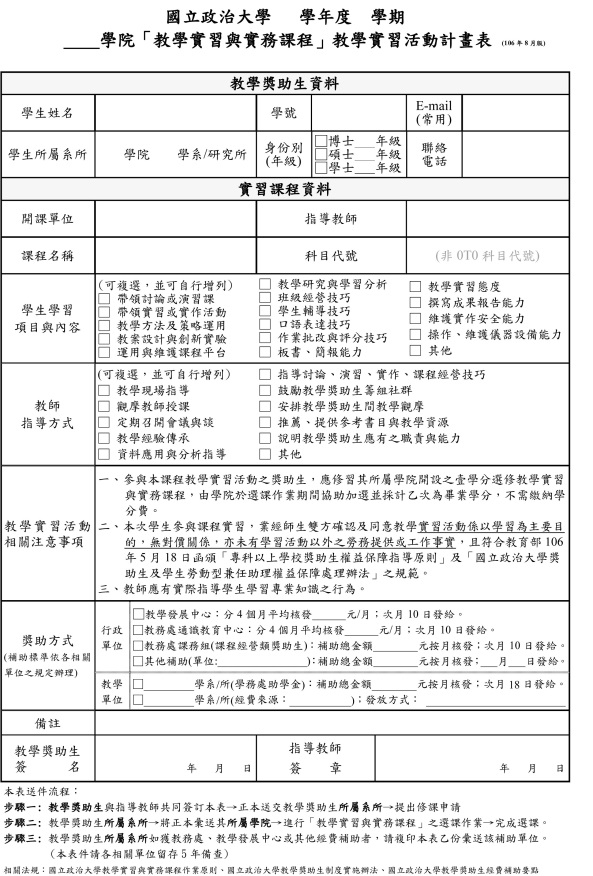 國立政治大學　學年度　學期
____學院「教學實習與實務課程」教學實習活動計畫表 (106 年 8 月版)
教學獎助生資料
學生姓名　學號　E-mail (常用)
學生所屬系所　學院　學系/研究所　身份別 (年級)　□博士___年級　聯絡電話
□碩士___年級
□學士___年級
實習課程資料
開課單位　指導教師
課程名稱　科目代號　(非 0T0 科目代號)
學生學習
項目與內容
(可複選，並可自行增列)
□ 帶領討論或演習課
□ 帶領實習或實作活動
□ 教學方法及策略運用
□ 教案設計與創新實驗
□ 運用與維護課程平台
□ 教學研究與學習分析
□ 班級經營技巧
□ 學生輔導技巧
□ 口語表達技巧
□ 作業批改與評分技巧
□ 板書、簡報能力
□ 教學實習態度
□ 撰寫成果報告能力
□ 維護實作安全能力
□ 操作、維護儀器設備能力
□ 其他
教師
指導方式
(可複選，並可自行增列)
□ 教學現場指導
□ 觀摩教師授課
□ 定期召開會議與談
□ 教學經驗傳承
□ 資料應用與分析指導
□ 指導討論、演習、實作、課程經營技巧
□ 鼓勵教學獎助生籌組社群
□ 安排教學獎助生間教學觀摩
□ 推薦、提供參考書目與教學資源
□ 說明教學獎助生應有之職責與能力
□ 其他
教學實習活動
相關注意事項
一、參與本課程教學實習活動之獎助生，應修習其所屬學院開設之壹學分選修教學實習
與實務課程，由學院於選課作業期間協助加選並採計乙次為畢業學分，不需繳納學
分費。
二、本次學生參與課程實習，業經師生雙方確認及同意教學實習活動係以學習為主要目
的，無對價關係，亦未有學習活動以外之勞務提供或工作事實，且符合教育部 106
年 5 月 18 日函頒「專科以上學校獎助生權益保障指導原則」及「國立政治大學獎
助生及學生勞動型兼任助理權益保障處理辦法」之規範。
三、教師應有實際指導學生學習專業知識之行為。
獎助方式
(補助標準依各相關
單位之規定辦理)
行政
單位
□教學發展中心：分 4 個月平均核發______元/月；次月 10 日發給。
□教務處通識教育中心：分 4 個月平均核發______元/月；次月 10 日發給。
□教務處課務組(課程經營類獎助生)：補助總金額______元按月核發；次月 10 日發給。
□其他補助(單位:____________)：補助總金額______元按月核發；___月___日發給。
教學
單位
□________學系/所(學務處助學金)：補助總金額______元按月核發；次月 18 日發給。
□________學系/所(經費來源：__________)；發放方式：____________________
備註
教學獎助生
簽　名　年　月　日
指導教師
簽　章　年　月　日
本表送件流程：
步驟一：教學獎助生與指導教師共同簽訂本表→正本送交教學獎助生所屬系所→提出修課申請
步驟二：教學獎助生所屬系所→將正本彙送其所屬學院→進行「教學實習與實務課程」之選課作業→完成選課。
步驟三：教學獎助生所屬系所如獲教務處、教學發展中心或其他經費補助者，請複印本表乙份彙送該補助單位。
（本表件請各相關單位留存 5 年備查）
相關法規：國立政治大學教學實習與實務課程作業原則、國立政治大學教學獎助生制度實施辦法、國立政治大學教學獎助生經費補助要點